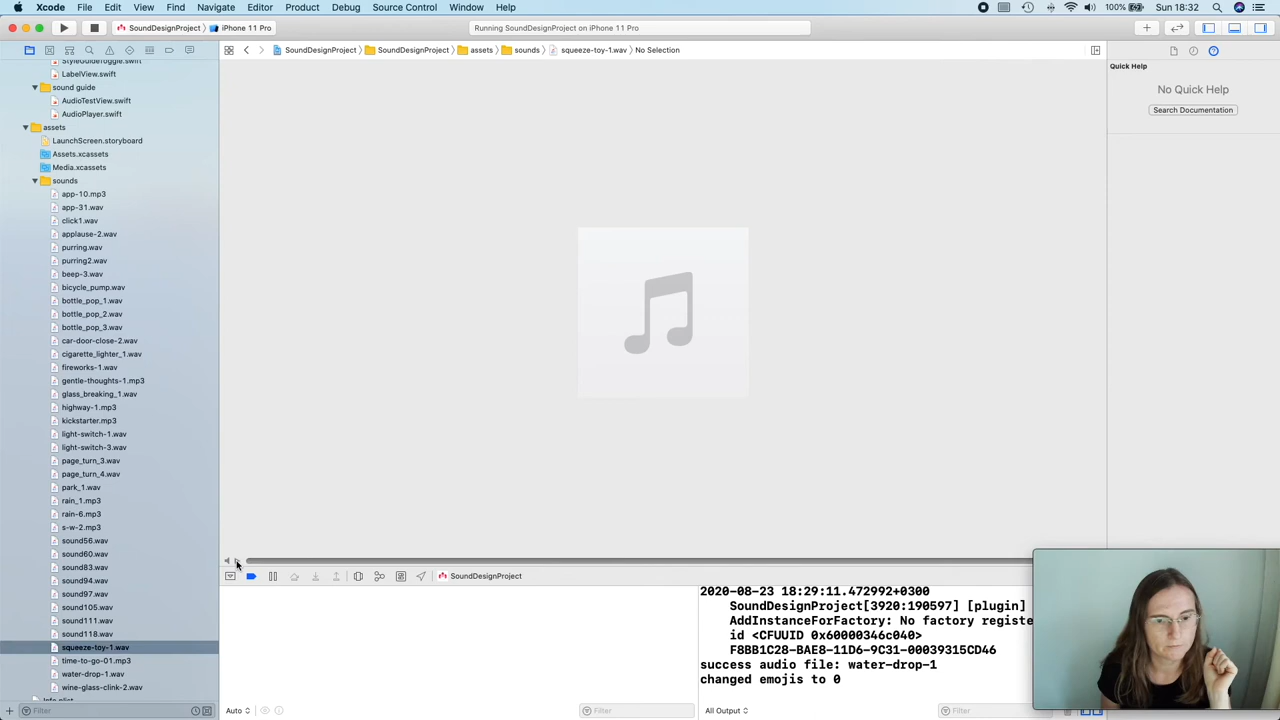 Xcode File Edit View Find Navigate Editor Product Debug Source Control Window Help 100% Sun 18:32
SoundDesignProject iPhone 11 Pro Running SoundDesignProject on iPhone 11 Pro
SoundDesignProject SoundDesignProject assets sounds squeeze-toy-1.wav No Selection
StyleGuideToggle.swift
LabelView.swift
sound guide
AudioTestView.swift
AudioPlayer.swift
assets
LaunchScreen.storyboard
Assets.xcassets
Media.xcassets
sounds
app-10.mp3
app-31.wav
click1.wav
applause-2.wav
purring.wav
purring2.wav
beep-3.wav
bicycle_pump.wav
bottle_pop_1.wav
bottle_pop_2.wav
bottle_pop_3.wav
car-door-close-2.wav
cigarette_lighter_1.wav
fireworks-1.wav
gentle-thoughts-1.mp3
glass_breaking_1.wav
highway-1.mp3
kickstarter.mp3
light-switch-1.wav
light-switch-3.wav
page_turn_3.wav
page_turn_4.wav
park_1.wav
rain_1.mp3
rain-6.mp3
s-w-2.mp3
sound56.wav
sound60.wav
sound83.wav
sound94.wav
sound97.wav
sound105.wav
sound111.wav
sound118.wav
squeeze-toy-1.wav
time-to-go-01.mp3
water-drop-1.wav
wine-glass-clink-2.wav
Info.plist
Filter
Quick Help
No Quick Help
Search Documentation
SoundDesignProject
2020-08-23 18:29:11.472992+0300
SoundDesignProject[3920:190597] [plugin]
AddInstanceForFactory: No factory registe
id <CFUUID 0x60000346c040>
F8BB1C28-BAE8-11D6-9C31-00039315CD46
success audio file: water-drop-1
changed emojis to 0
Auto Filter All Output Filter